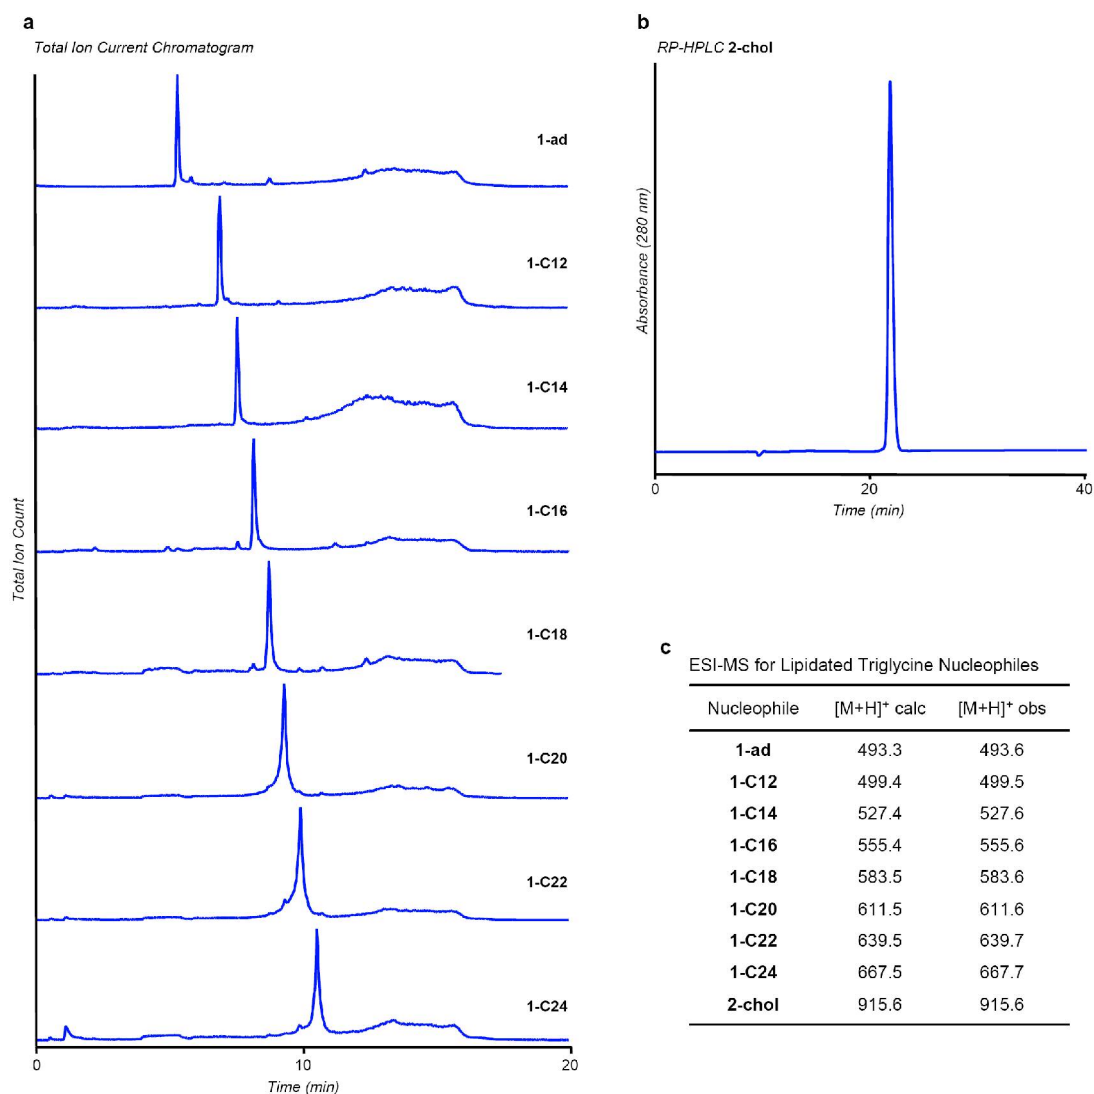 a
Total Ion Current Chromatogram
1-ad
1-C12
1-C14
1-C16
1-C18
1-C20
1-C22
1-C24
Total Ion Count
0 10 20
Time (min)
b
RP-HPLC 2-chol
Absorbance (280 nm)
0 20 40
Time (min)
c
ESI-MS for Lipidated Triglycine Nucleophiles
Nucleophile [M+H]⁺ calc [M+H]⁺ obs
1-ad 493.3 493.6
1-C12 499.4 499.5
1-C14 527.4 527.6
1-C16 555.4 555.6
1-C18 583.5 583.6
1-C20 611.5 611.6
1-C22 639.5 639.7
1-C24 667.5 667.7
2-chol 915.6 915.6